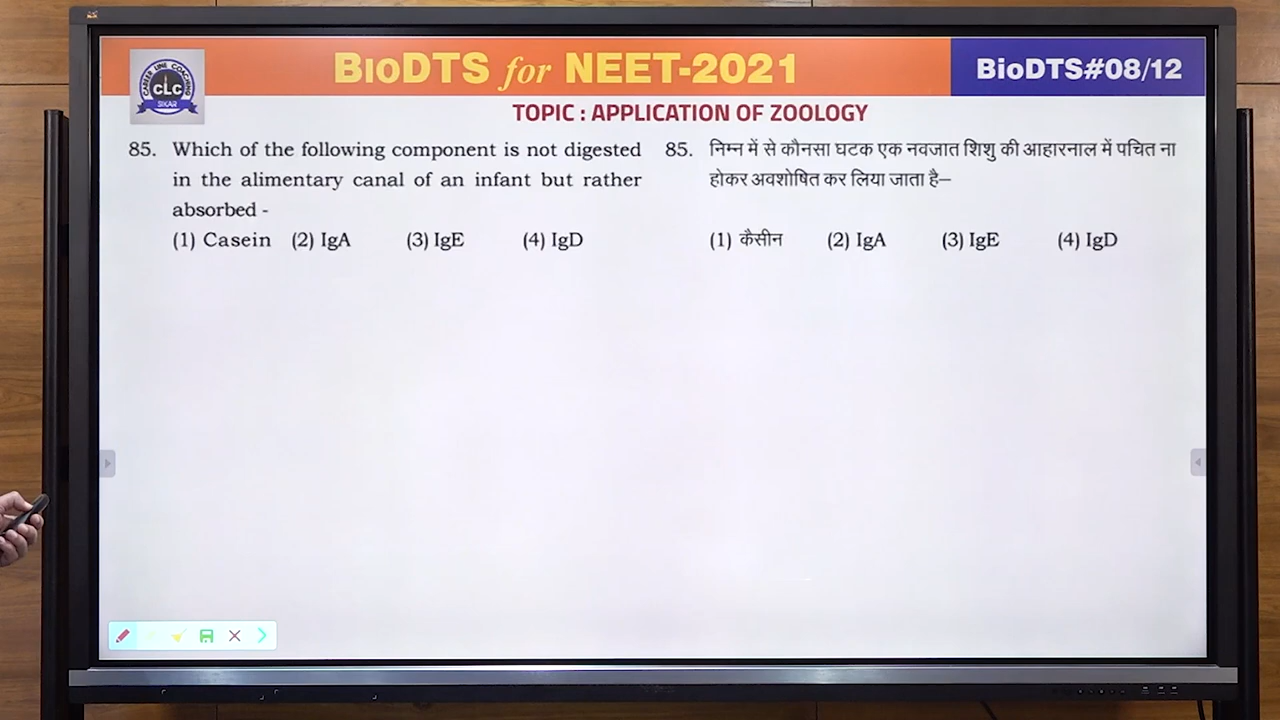 BIODTS for NEET-2021
BioDTS#08/12
CAREER LINE COACHING
CLC
SIKAR
TOPIC : APPLICATION OF ZOOLOGY
85. Which of the following component is not digested
in the alimentary canal of an infant but rather
absorbed -
(1) Casein (2) IgA (3) IgE (4) IgD
85. निम्न में से कौनसा घटक एक नवजात शिशु की आहारनाल में पचित ना
होकर अवशोषित कर लिया जाता है–
(1) कैसीन (2) IgA (3) IgE (4) IgD